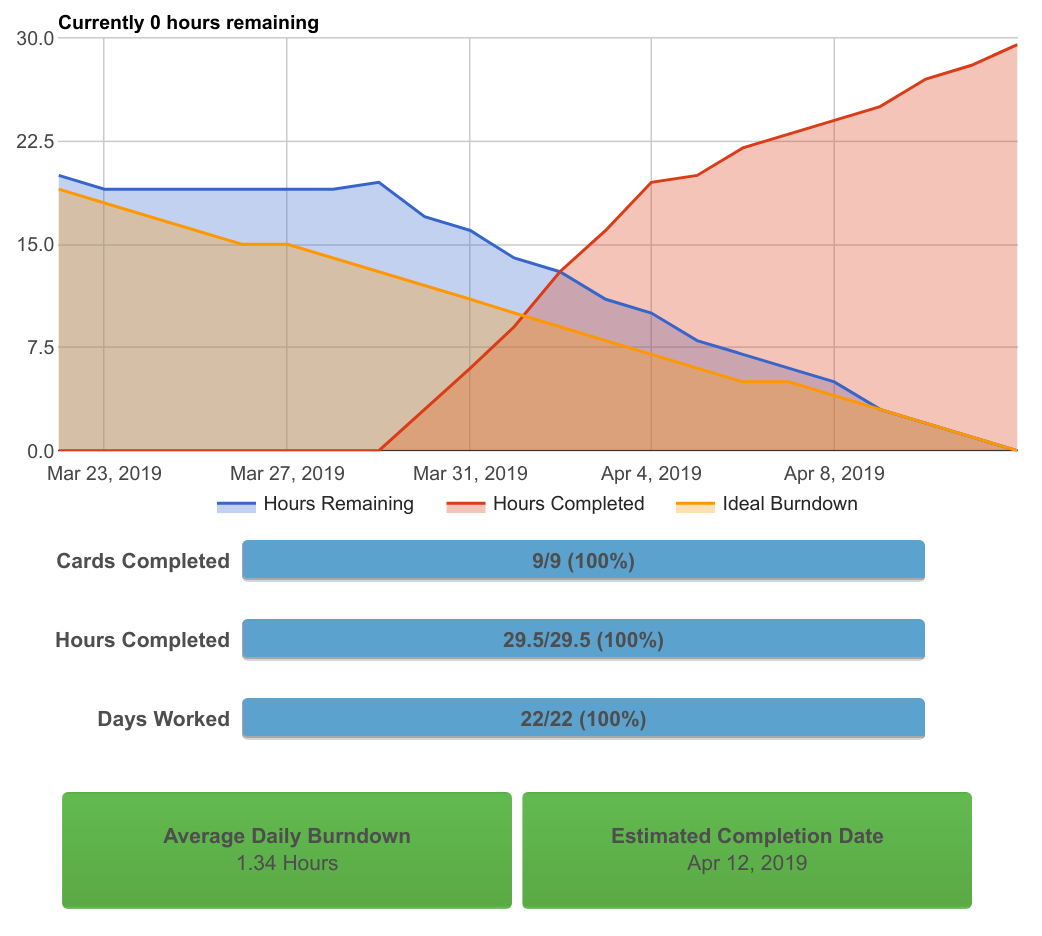 Currently 0 hours remaining
30.0
22.5
15.0
7.5
0.0
Mar 23, 2019 Mar 27, 2019 Mar 31, 2019 Apr 4, 2019 Apr 8, 2019
Hours Remaining Hours Completed Ideal Burndown
Cards Completed 9/9 (100%)
Hours Completed 29.5/29.5 (100%)
Days Worked 22/22 (100%)
Average Daily Burndown
1.34 Hours
Estimated Completion Date
Apr 12, 2019